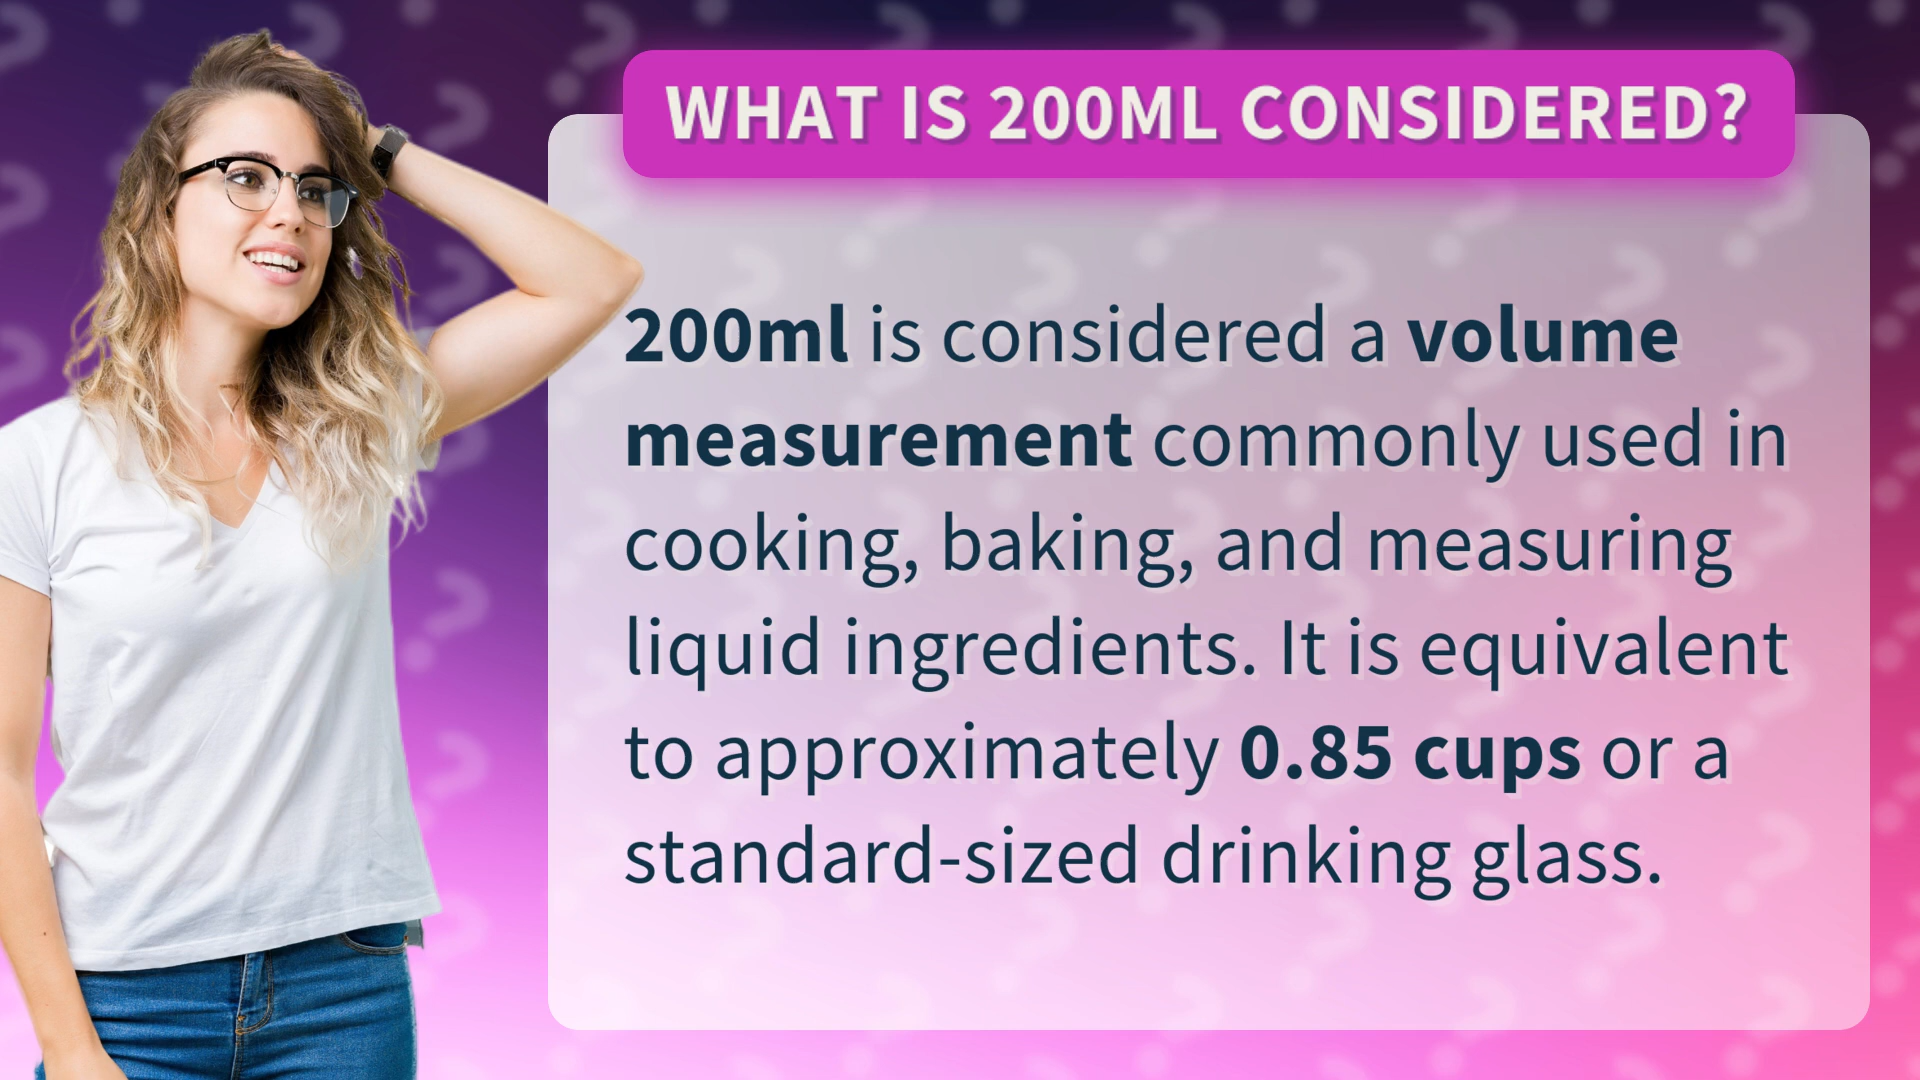 WHAT IS 200ML CONSIDERED?
200ml is considered a volume
measurement commonly used in
cooking, baking, and measuring
liquid ingredients. It is equivalent
to approximately 0.85 cups or a
standard-sized drinking glass.